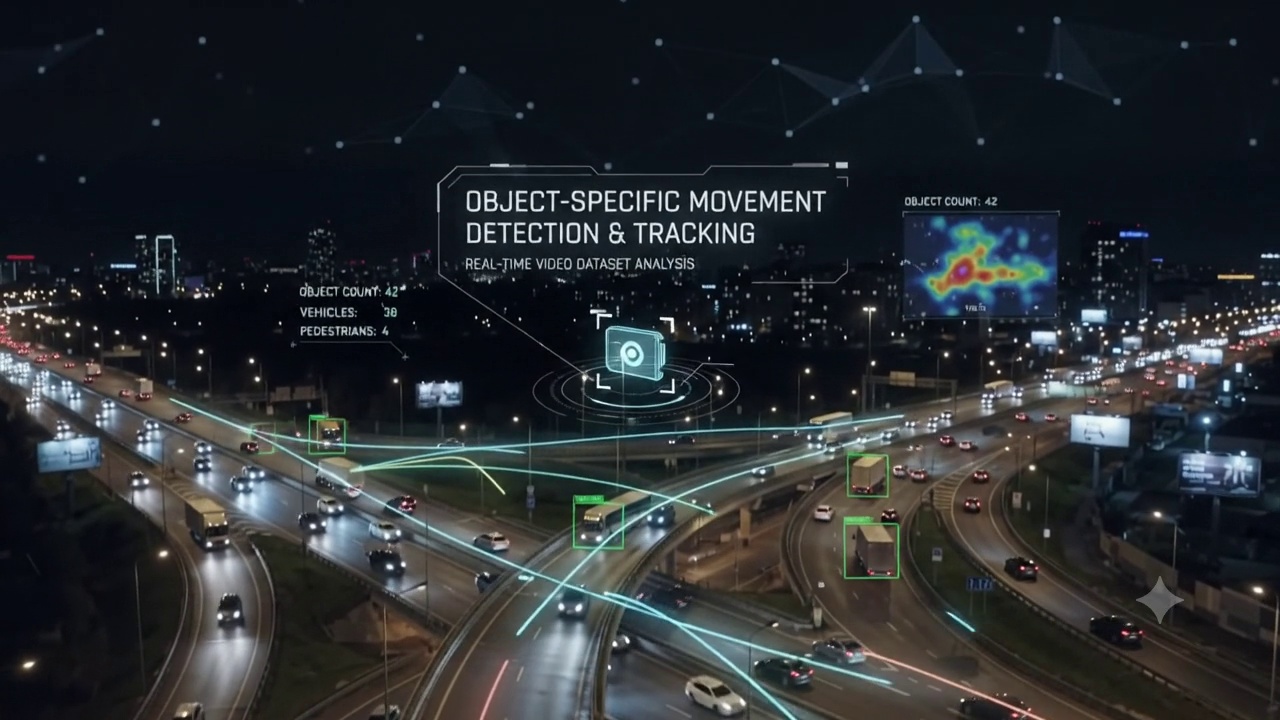 OBJECT-SPECIFIC MOVEMENT
DETECTION & TRACKING
REAL-TIME VIDEO DATASET ANALYSIS
OBJECT COUNT: 42
OBJECT COUNT: 42
VEHICLES: 38
PEDESTRIANS: 4